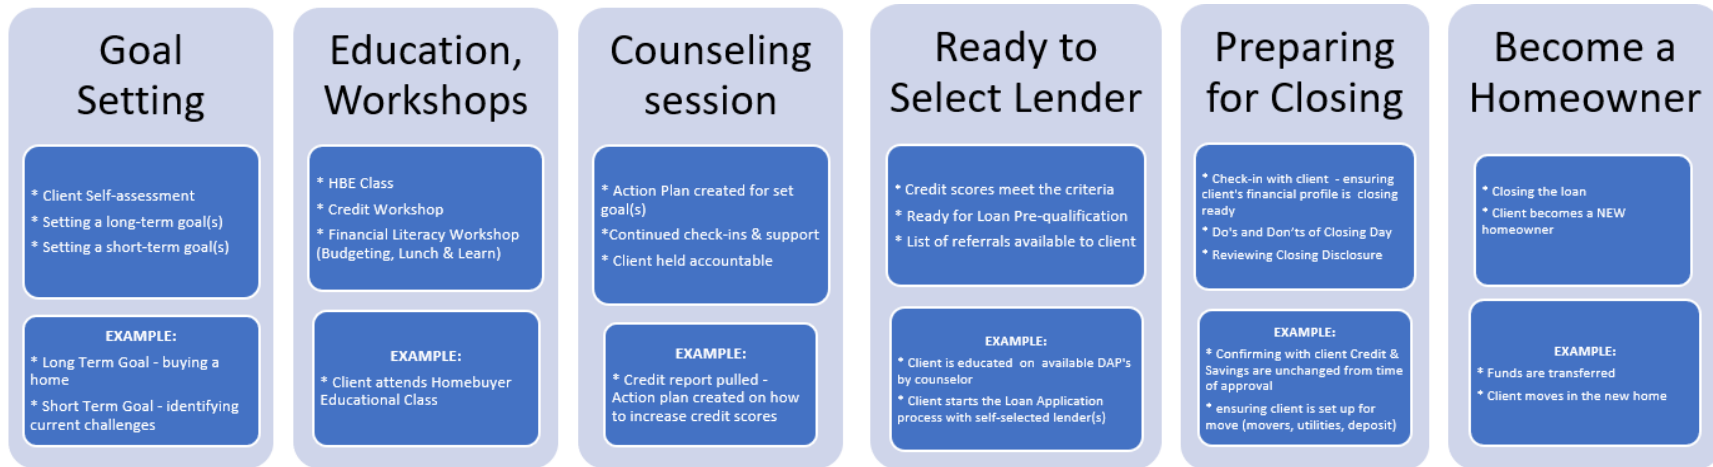 Goal
Setting
* Client Self-assessment
* Setting a long-term goal(s)
* Setting a short-term goal(s)
EXAMPLE:
* Long Term Goal - buying a
home
* Short Term Goal - identifying
current challenges
Education,
Workshops
* HBE Class
* Credit Workshop
* Financial Literacy Workshop
(Budgeting, Lunch & Learn)
EXAMPLE:
* Client attends Homebuyer
Educational Class
Counseling
session
* Action Plan created for set
goal(s)
*Continued check-ins & support
* Client held accountable
EXAMPLE:
* Credit report pulled -
Action plan created on how
to increase credit scores
Ready to
Select Lender
* Credit scores meet the criteria
* Ready for Loan Pre-qualification
* List of referrals available to client
EXAMPLE:
* Client is educated on available DAP's
by counselor
* Client starts the Loan Application
process with self-selected lender(s)
Preparing
for Closing
* Check-in with client - ensuring
client's financial profile is closing
ready
* Do's and Don’ts of Closing Day
* Reviewing Closing Disclosure
EXAMPLE:
* Confirming with client Credit &
Savings are unchanged from time
of approval
* ensuring client is set up for
move (movers, utilities, deposit)
Become a
Homeowner
* Closing the loan
* Client becomes a NEW
homeowner
EXAMPLE:
* Funds are transferred
* Client moves in the new home